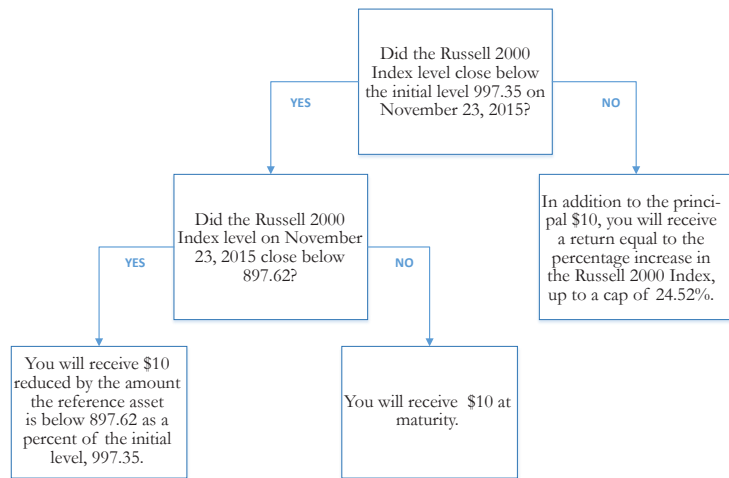 Did the Russell 2000
Index level close below
the initial level 997.35 on
November 23, 2015?
YES
NO
Did the Russell 2000
Index level on November
23, 2015 close below
897.62?
In addition to the princi-
pal $10, you will receive
a return equal to the
percentage increase in
the Russell 2000 Index,
up to a cap of 24.52%.
YES
NO
You will receive $10
reduced by the amount
the reference asset
is below 897.62 as a
percent of the initial
level, 997.35.
You will receive $10 at
maturity.